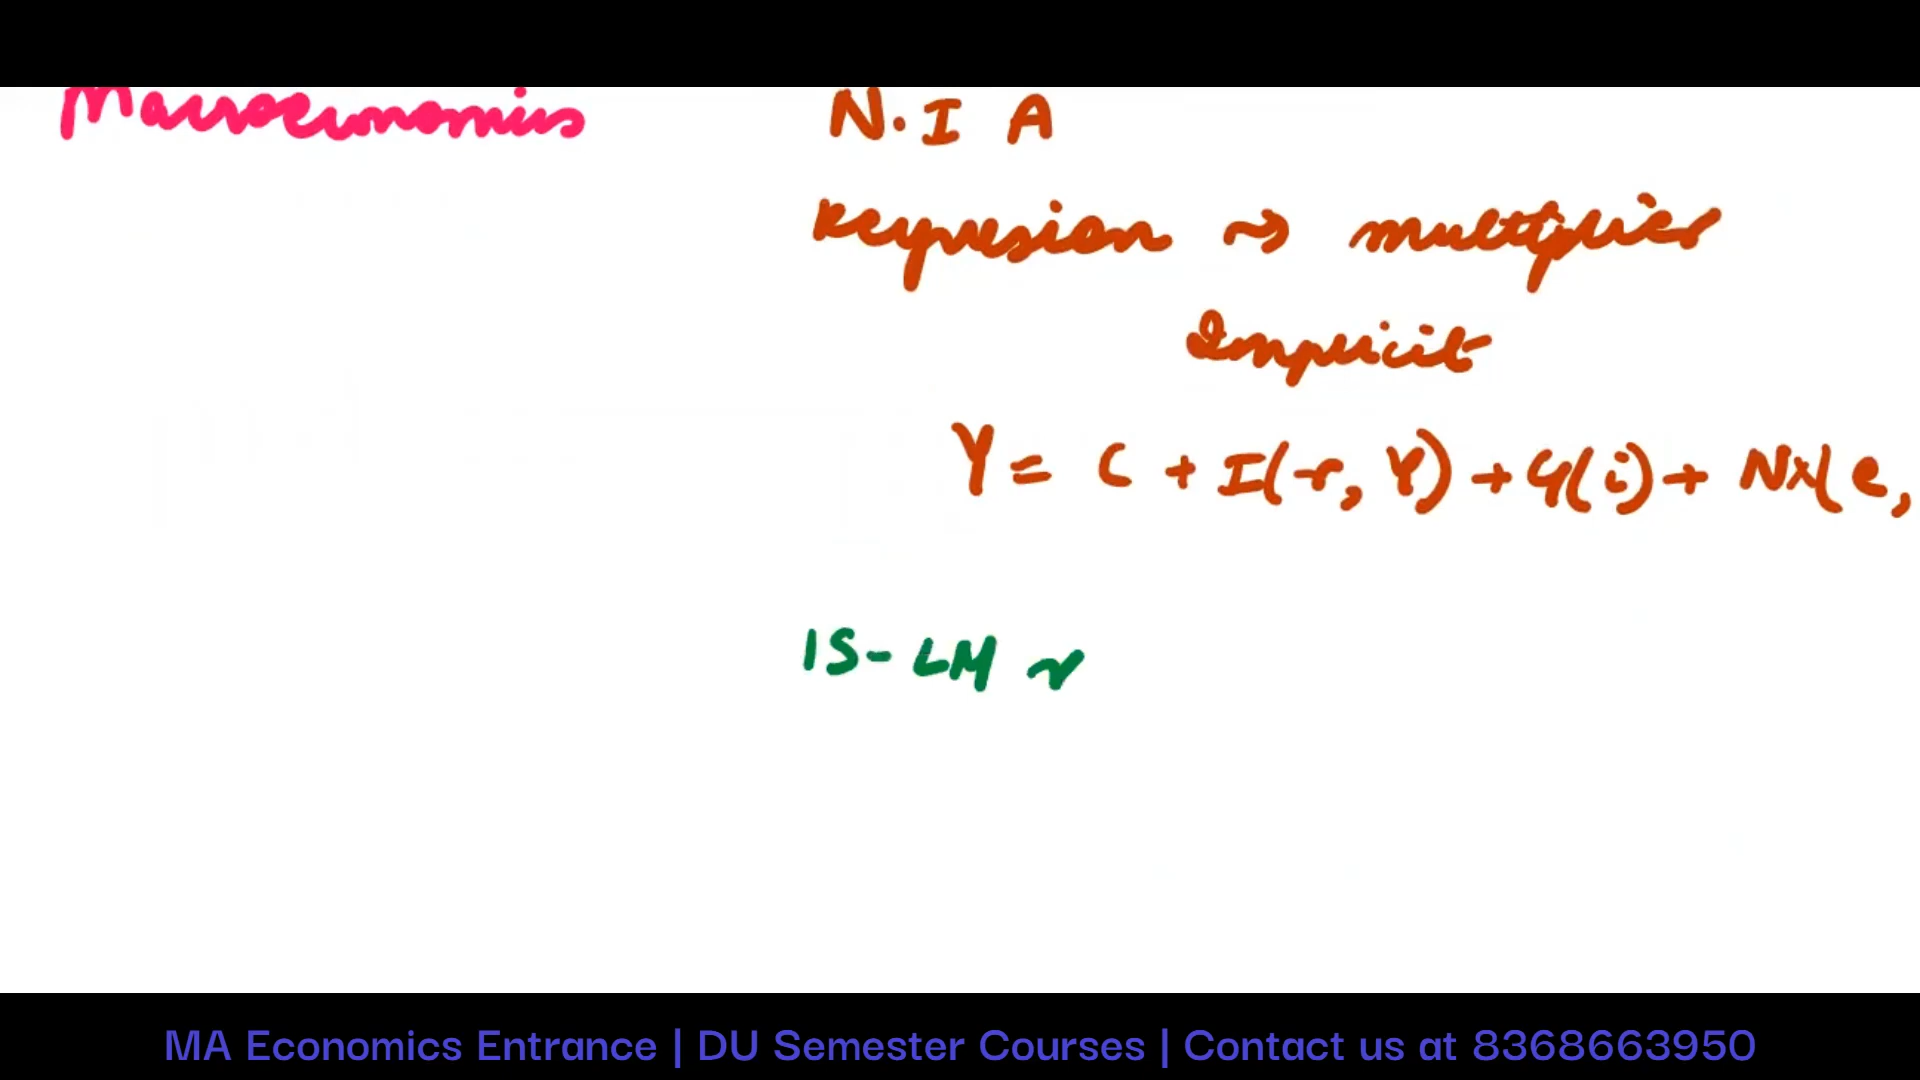 Macroeconomics
N. I A
Keynesian → multiplier
Implicit
Y = C + I(r, Y) + G(i) + NX(e,
IS-LM
MA Economics Entrance | DU Semester Courses | Contact us at 8368663950